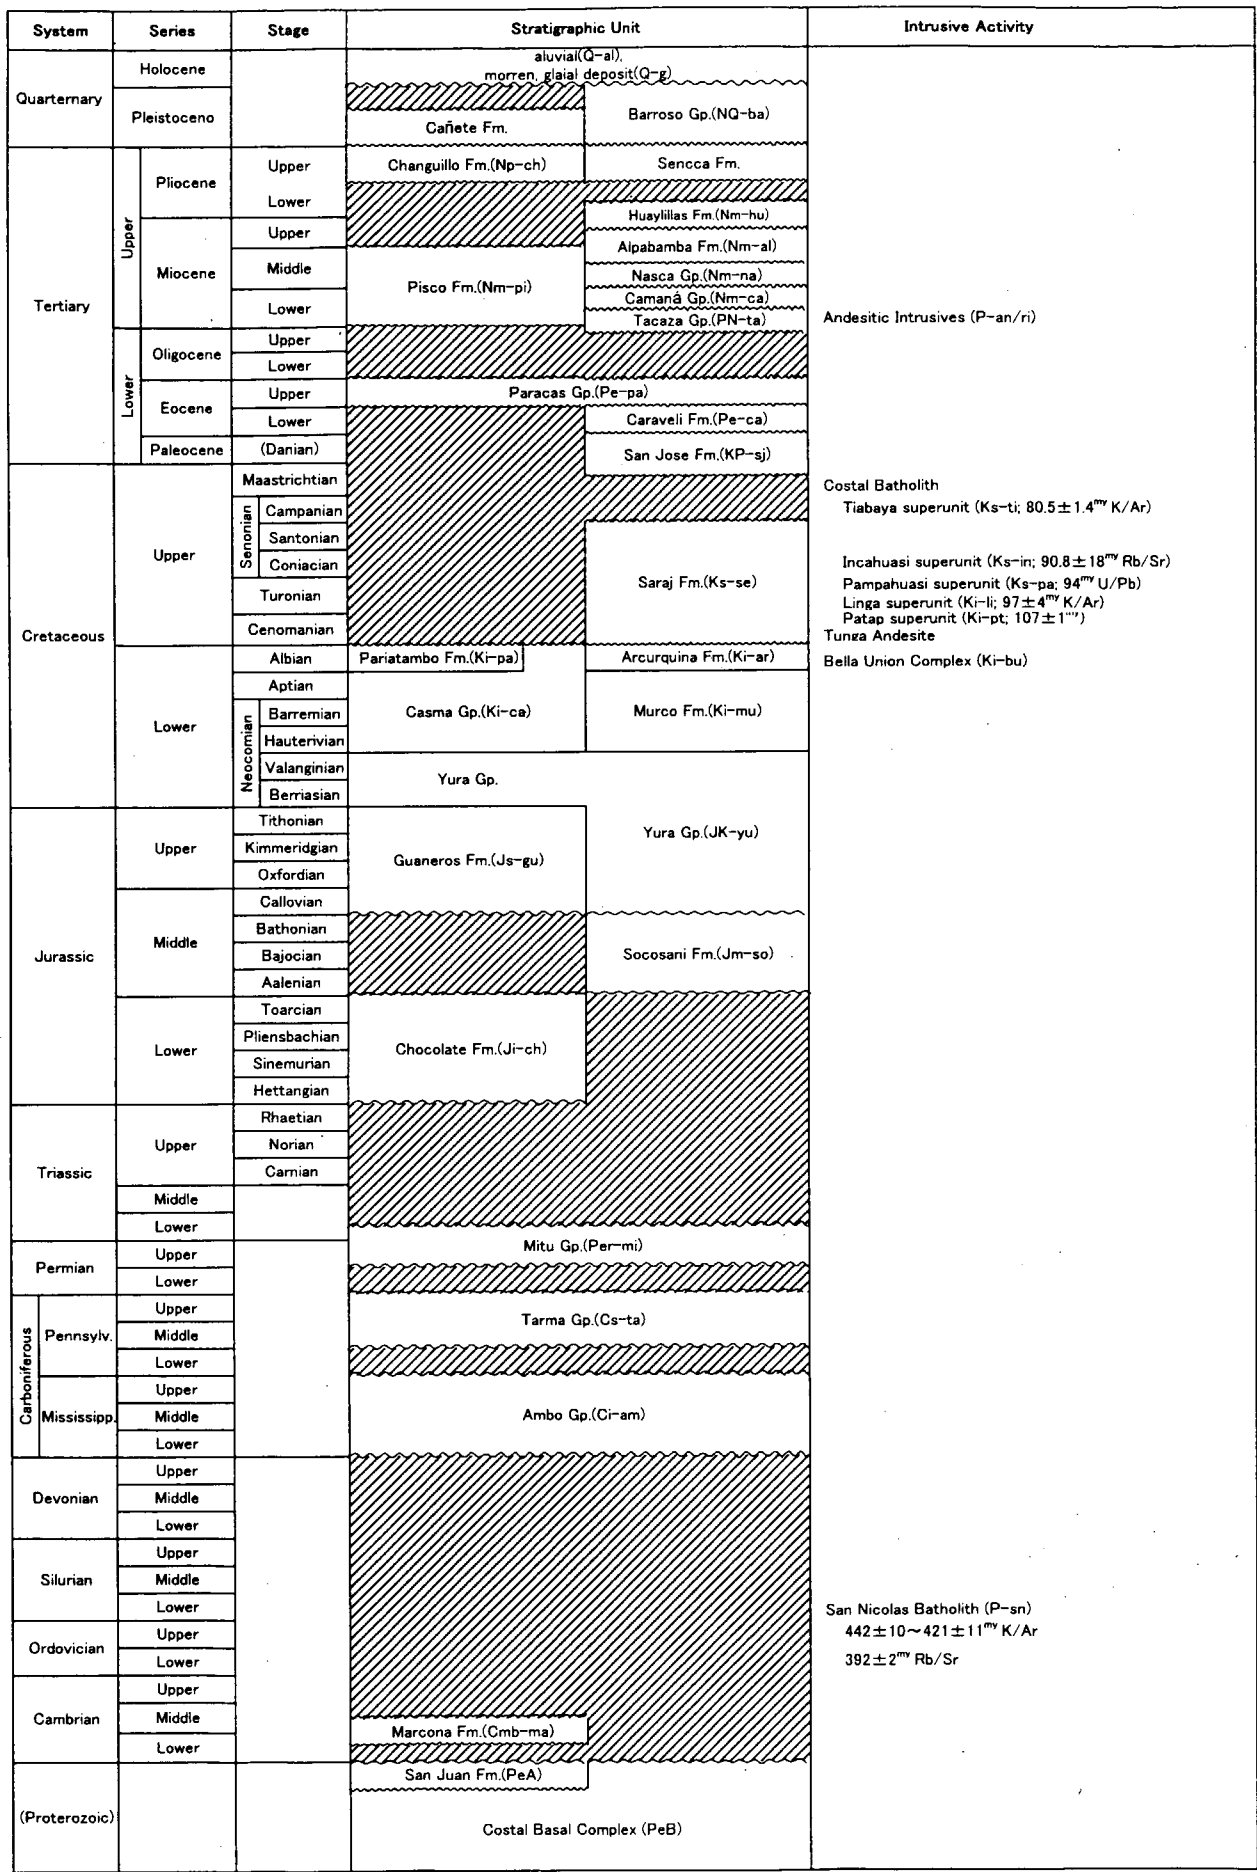 System Series Stage Stratigraphic Unit Intrusive Activity
Quarternary
Holocene
aluvial(Q-al),
morren, glaial deposit(Q-g)
Pleistoceno
Cañete Fm.
Barroso Gp.(NQ-ba)
Tertiary
Upper
Pliocene
Upper
Changuillo Fm.(Np-ch)
Sencca Fm.
Lower
Huaylillas Fm.(Nm-hu)
Miocene
Upper
Alpabamba Fm.(Nm-al)
Middle
Pisco Fm.(Nm-pi)
Nasca Gp.(Nm-na)
Camaná Gp.(Nm-ca)
Lower
Tacaza Gp.(PN-ta)
Andesitic Intrusives (P-an/ri)
Lower
Oligocene
Upper
Lower
Eocene
Upper
Paracas Gp.(Pe-pa)
Lower
Caraveli Fm.(Pe-ca)
Paleocene
(Danian)
San Jose Fm.(KP-sj)
Cretaceous
Upper
Maastrichtian
Costal Batholith
Senonian
Campanian
Tiabaya superunit (Ks-ti; 80.5±1.4my K/Ar)
Santonian
Coniacian
Incahuasi superunit (Ks-in; 90.8±18my Rb/Sr)
Saraj Fm.(Ks-se)
Pampahuasi superunit (Ks-pa; 94my U/Pb)
Turonian
Linga superunit (Ki-li; 97±4my K/Ar)
Patap superunit (Ki-pt; 107±1my)
Cenomanian
Tunga Andesite
Lower
Albian
Pariatambo Fm.(Ki-pa)
Arcurquina Fm.(Ki-ar)
Bella Union Complex (Ki-bu)
Aptian
Casma Gp.(Ki-ca)
Murco Fm.(Ki-mu)
Neocomian
Barremian
Hauterivian
Valanginian
Yura Gp.
Berriasian
Jurassic
Upper
Tithonian
Yura Gp.(JK-yu)
Kimmeridgian
Guaneros Fm.(Js-gu)
Oxfordian
Middle
Callovian
Bathonian
Bajocian
Socosani Fm.(Jm-so)
Aalenian
Lower
Toarcian
Pliensbachian
Chocolate Fm.(Ji-ch)
Sinemurian
Hettangian
Triassic
Upper
Rhaetian
Norian
Carnian
Middle
Lower
Permian
Upper
Mitu Gp.(Per-mi)
Lower
Carboniferous
Pennsylv.
Upper
Tarma Gp.(Cs-ta)
Middle
Lower
Mississipp.
Upper
Middle
Ambo Gp.(Ci-am)
Lower
Devonian
Upper
Middle
Lower
Silurian
Upper
Middle
Lower
San Nicolas Batholith (P-sn)
Ordovician
Upper
442±10~421±11my K/Ar
Lower
392±2my Rb/Sr
Cambrian
Upper
Middle
Marcona Fm.(Cmb-ma)
Lower
(Proterozoic)
San Juan Fm.(PeA)
Costal Basal Complex (PeB)